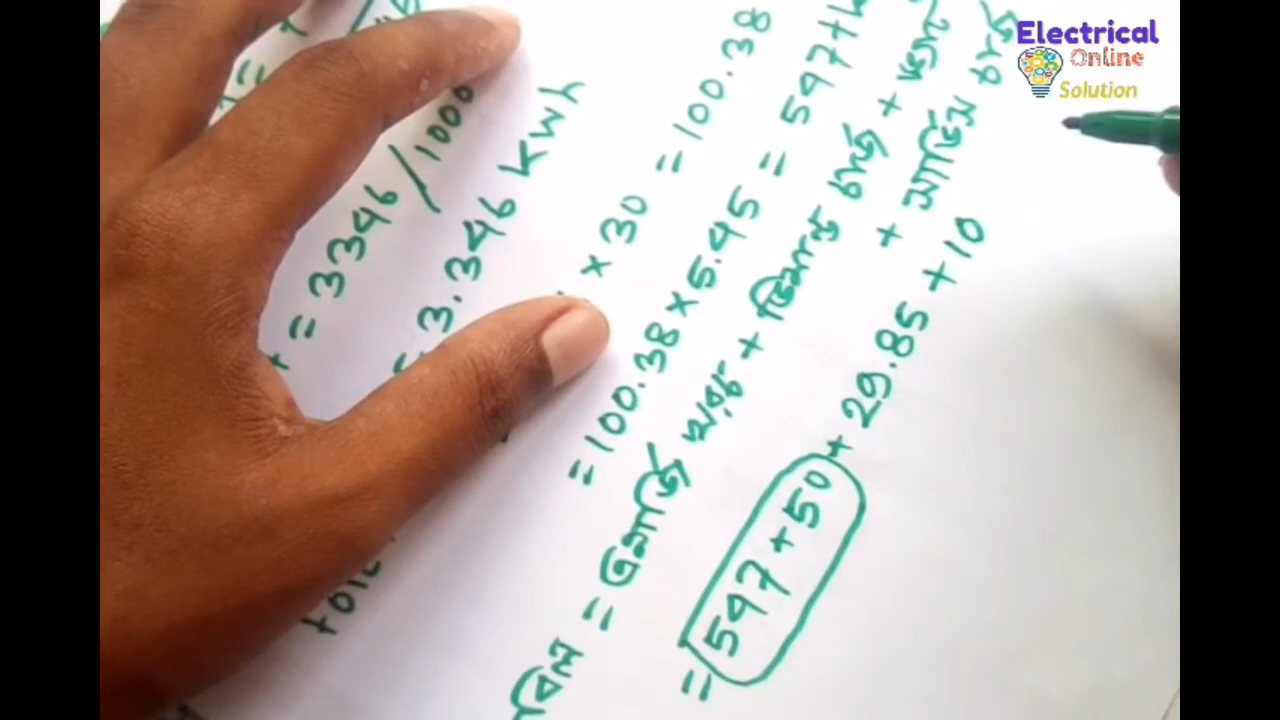 = 3346/1000
3.346 kwh
× 30 = 100.38
= 100.38 × 5.45 = 597
বিল = এনার্জি খরচ + ডিমান্ড চার্জ +
+ সার্ভিস চার্জ
= 597 + 50 + 29.85 + 10
Electrical
Online
Solution